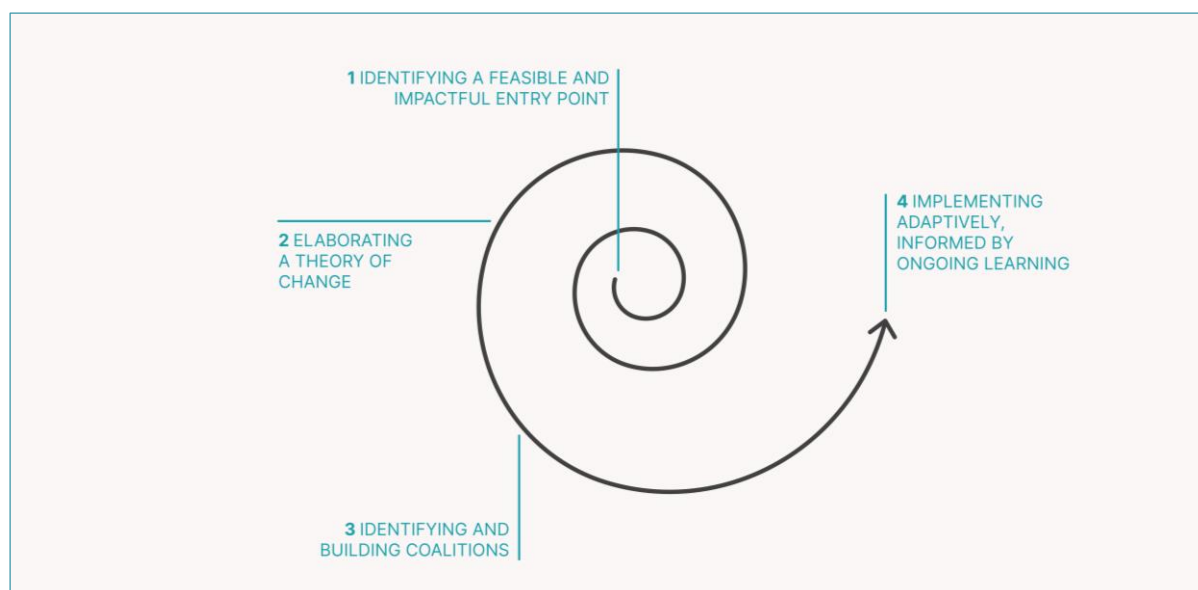 1 IDENTIFYING A FEASIBLE AND
IMPACTFUL ENTRY POINT
2 ELABORATING
A THEORY OF
CHANGE
3 IDENTIFYING AND
BUILDING COALITIONS
4 IMPLEMENTING
ADAPTIVELY,
INFORMED BY
ONGOING LEARNING